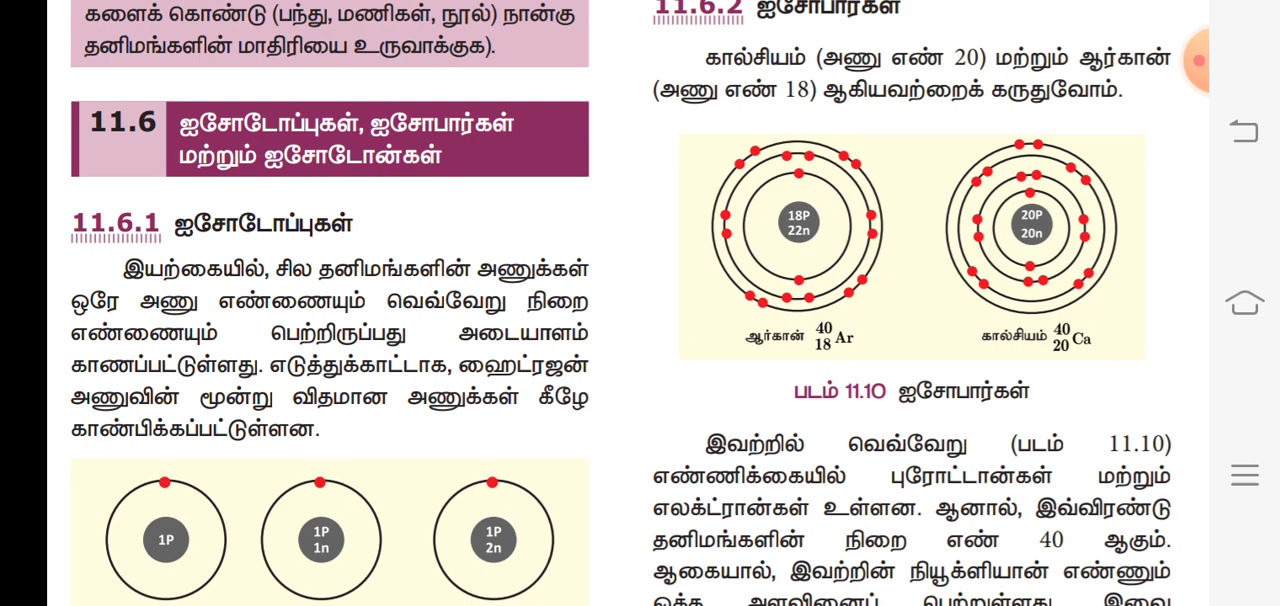 களைக் கொண்டு (பந்து, மணிகள், நூல்) நான்கு
தனிமங்களின் மாதிரியை உருவாக்குக).
11.6 ஐசோடோப்புகள், ஐசோபார்கள்
மற்றும் ஐசோடோன்கள்
11.6.1 ஐசோடோப்புகள்
இயற்கையில், சில தனிமங்களின் அணுக்கள்
ஒரே அணு எண்ணையும் வெவ்வேறு நிறை
எண்ணையும் பெற்றிருப்பது அடையாளம்
காணப்பட்டுள்ளது. எடுத்துக்காட்டாக, ஹைட்ரஜன்
அணுவின் மூன்று விதமான அணுக்கள் கீழே
காண்பிக்கப்பட்டுள்ளன.
1P
1P
1n
1P
2n
11.6.2 ஐசோபார்கள்
கால்சியம் (அணு எண் 20) மற்றும் ஆர்கான்
(அணு எண் 18) ஆகியவற்றைக் கருதுவோம்.
18P
22n
20P
20n
ஆர்கான் 40 18 Ar
கால்சியம் 40 20 Ca
படம் 11.10 ஐசோபார்கள்
இவற்றில் வெவ்வேறு (படம் 11.10)
எண்ணிக்கையில் புரோட்டான்கள் மற்றும்
எலக்ட்ரான்கள் உள்ளன. ஆனால், இவ்விரண்டு
தனிமங்களின் நிறை எண் 40 ஆகும்.
ஆகையால், இவற்றின் நியூக்ளியான் எண்ணும்
ஒத்த அளவினைப் பெற்றுள்ளது. இவை